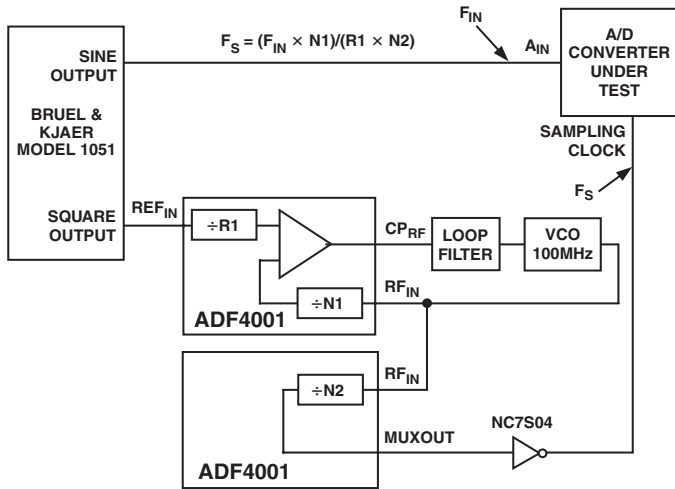 F_IN
F_S = (F_IN × N1)/(R1 × N2)
A_IN
A/D
CONVERTER
UNDER
TEST
SINE
OUTPUT
BRUEL &
KJAER
MODEL 1051
SAMPLING
CLOCK
F_S
SQUARE
OUTPUT
REF_IN
÷R1
CP_RF
LOOP
FILTER
VCO
100MHz
÷N1
RF_IN
ADF4001
÷N2
RF_IN
MUXOUT
NC7S04
ADF4001